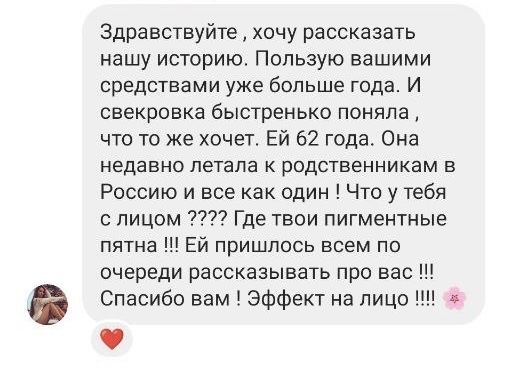 Здравствуйте , хочу рассказать
нашу историю. Пользую вашими
средствами уже больше года. И
свекровка быстренько поняла ,
что то же хочет. Ей 62 года. Она
недавно летала к родственникам в
Россию и все как один ! Что у тебя
с лицом ???? Где твои пигментные
пятна !!! Ей пришлось всем по
очереди рассказывать про вас !!!
Спасибо вам ! Эффект на лицо !!!! 🌸
❤️